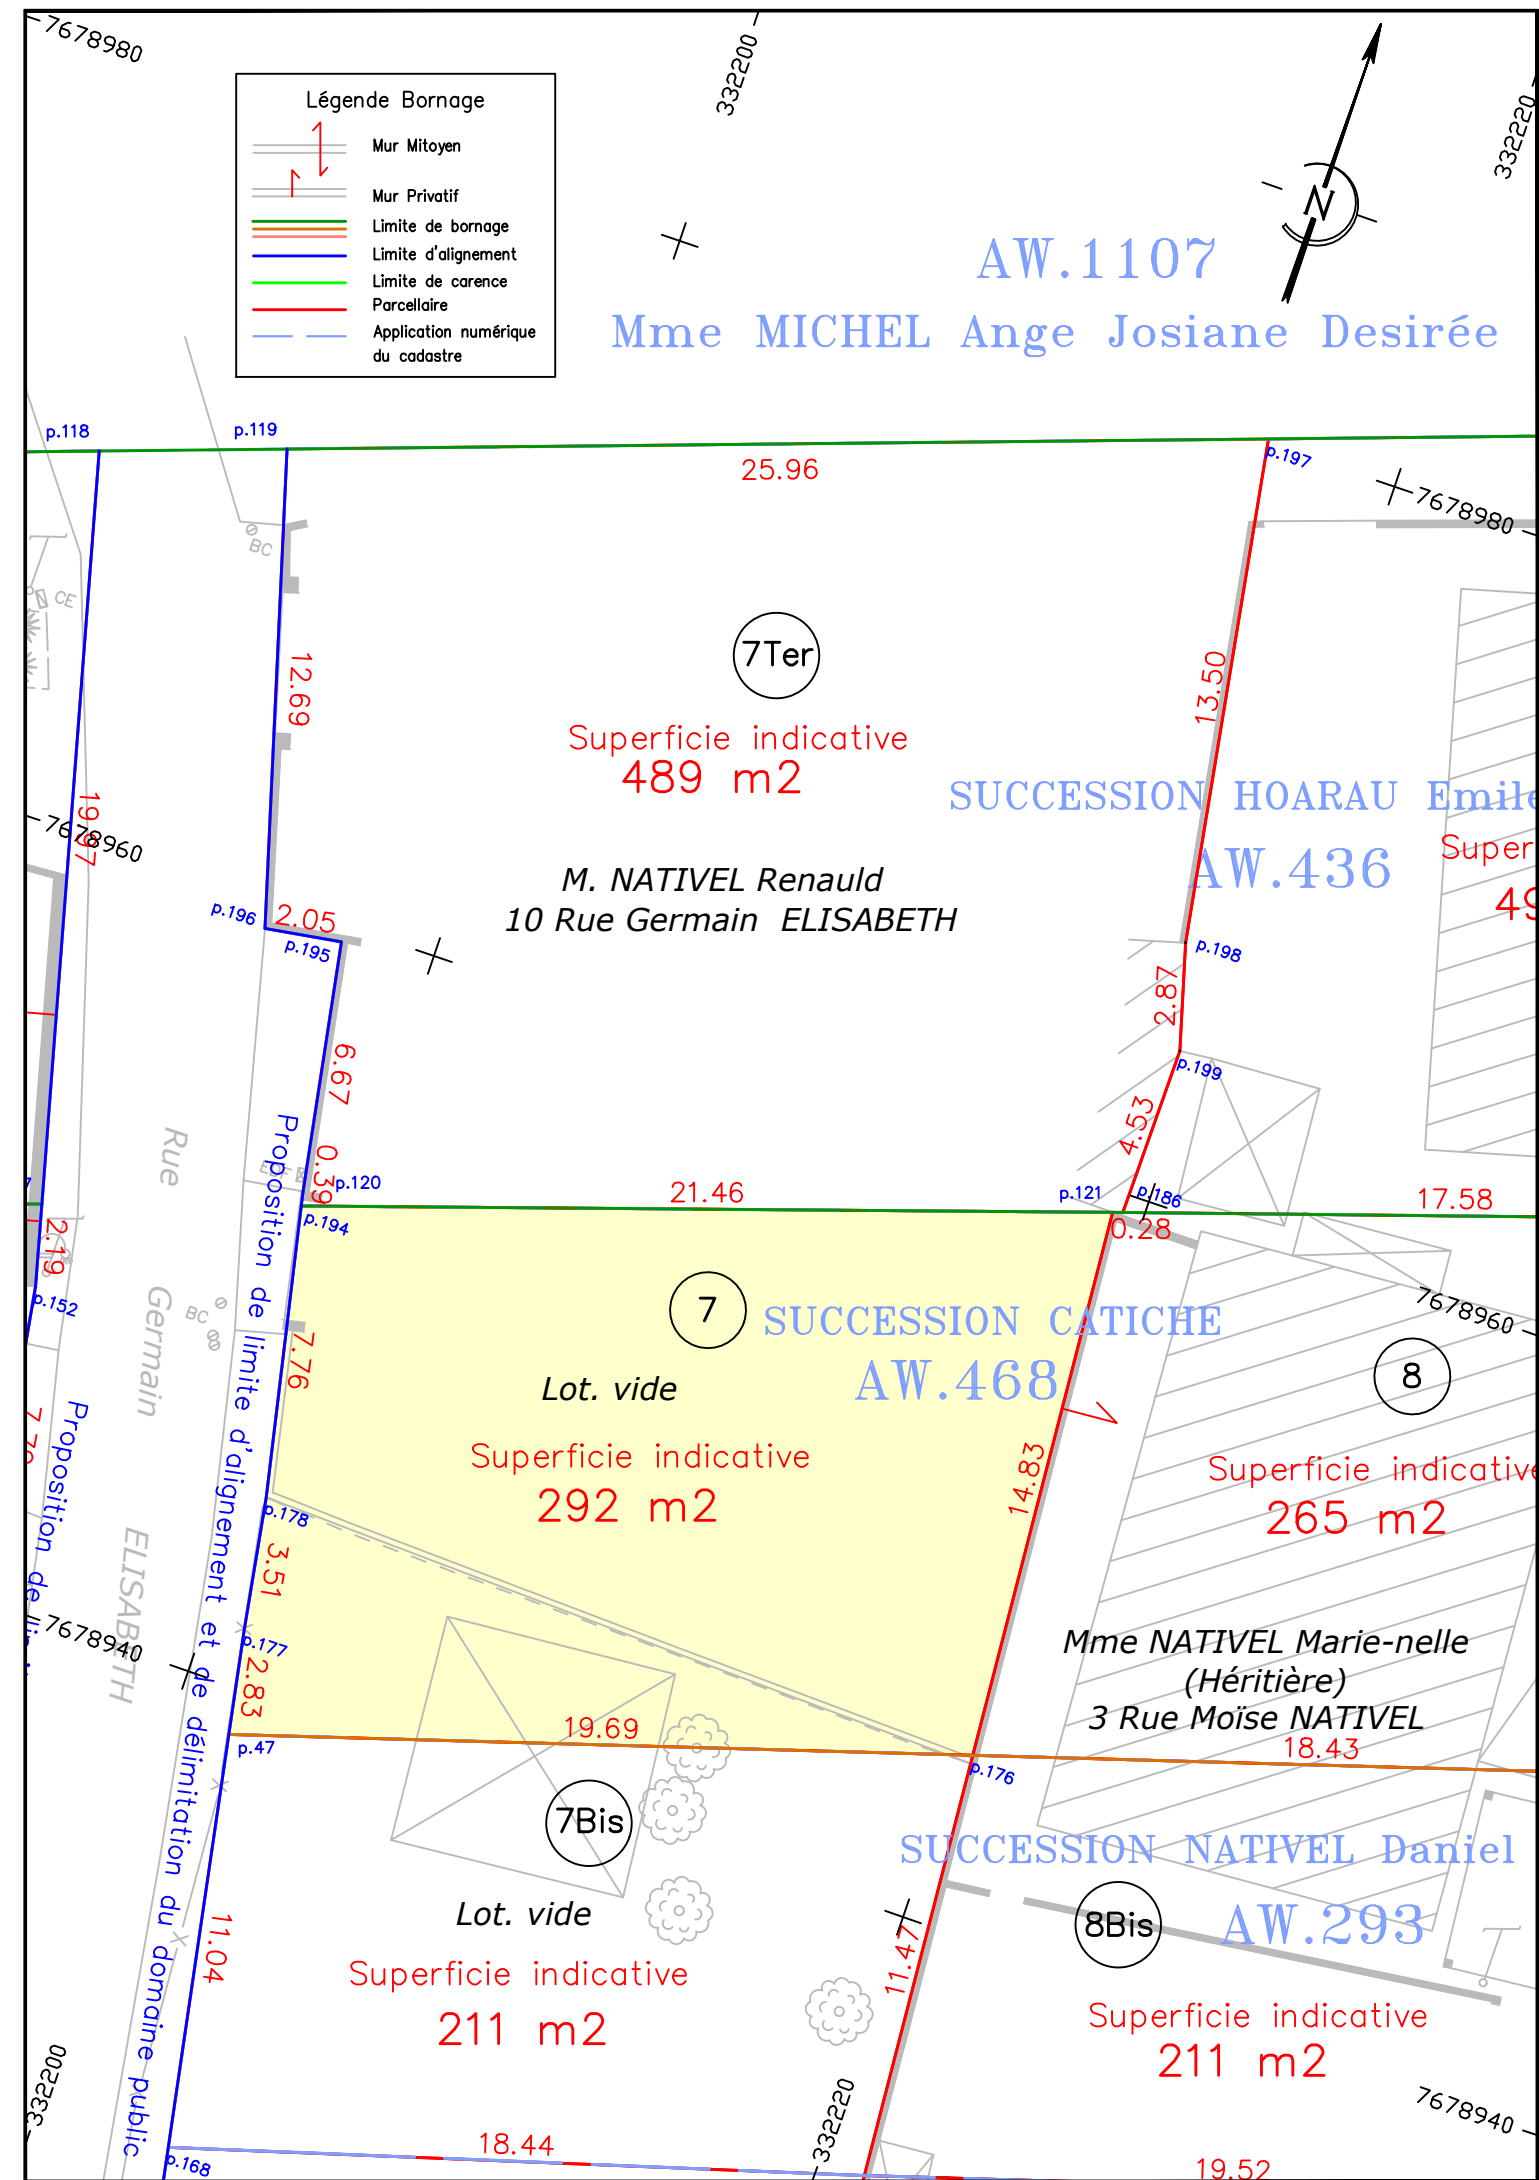 7678980
332200
332220
Légende Bornage
Mur Mitoyen
Mur Privatif
Limite de bornage
Limite d'alignement
Limite de carence
Parcellaire
Application numérique
du cadastre
N
AW.1107
Mme MICHEL Ange Josiane Desirée
p.118
p.119
25.96
p.197
7678980
BC
CE
12.69
7Ter
13.50
Superficie indicative
489 m2
SUCCESSION HOARAU Emile
AW.436
Super
49
19.97
7678960
M. NATIVEL Renauld
10 Rue Germain ELISABETH
p.196
2.05
p.195
p.198
2.87
p.199
6.67
4.53
0.39
EDF
p.120
21.46
p.121
p.186
17.58
p.194
0.28
2.19
p.152
Rue Germain ELISABETH
BC
7
SUCCESSION CATICHE
AW.468
7678960
7.76
Lot. vide
8
Superficie indicative
292 m2
14.83
Superficie indicative
265 m2
p.178
3.51
Proposition de limite d'alignement et de délimitation du domaine public
Proposition de
7678940
p.177
2.83
Mme NATIVEL Marie-nelle
(Héritière)
3 Rue Moïse NATIVEL
19.69
18.43
p.47
p.176
7Bis
SUCCESSION NATIVEL Daniel
AW.293
8Bis
Lot. vide
11.04
11.47
Superficie indicative
211 m2
Superficie indicative
211 m2
332200
332220
7678940
18.44
p.168
19.52